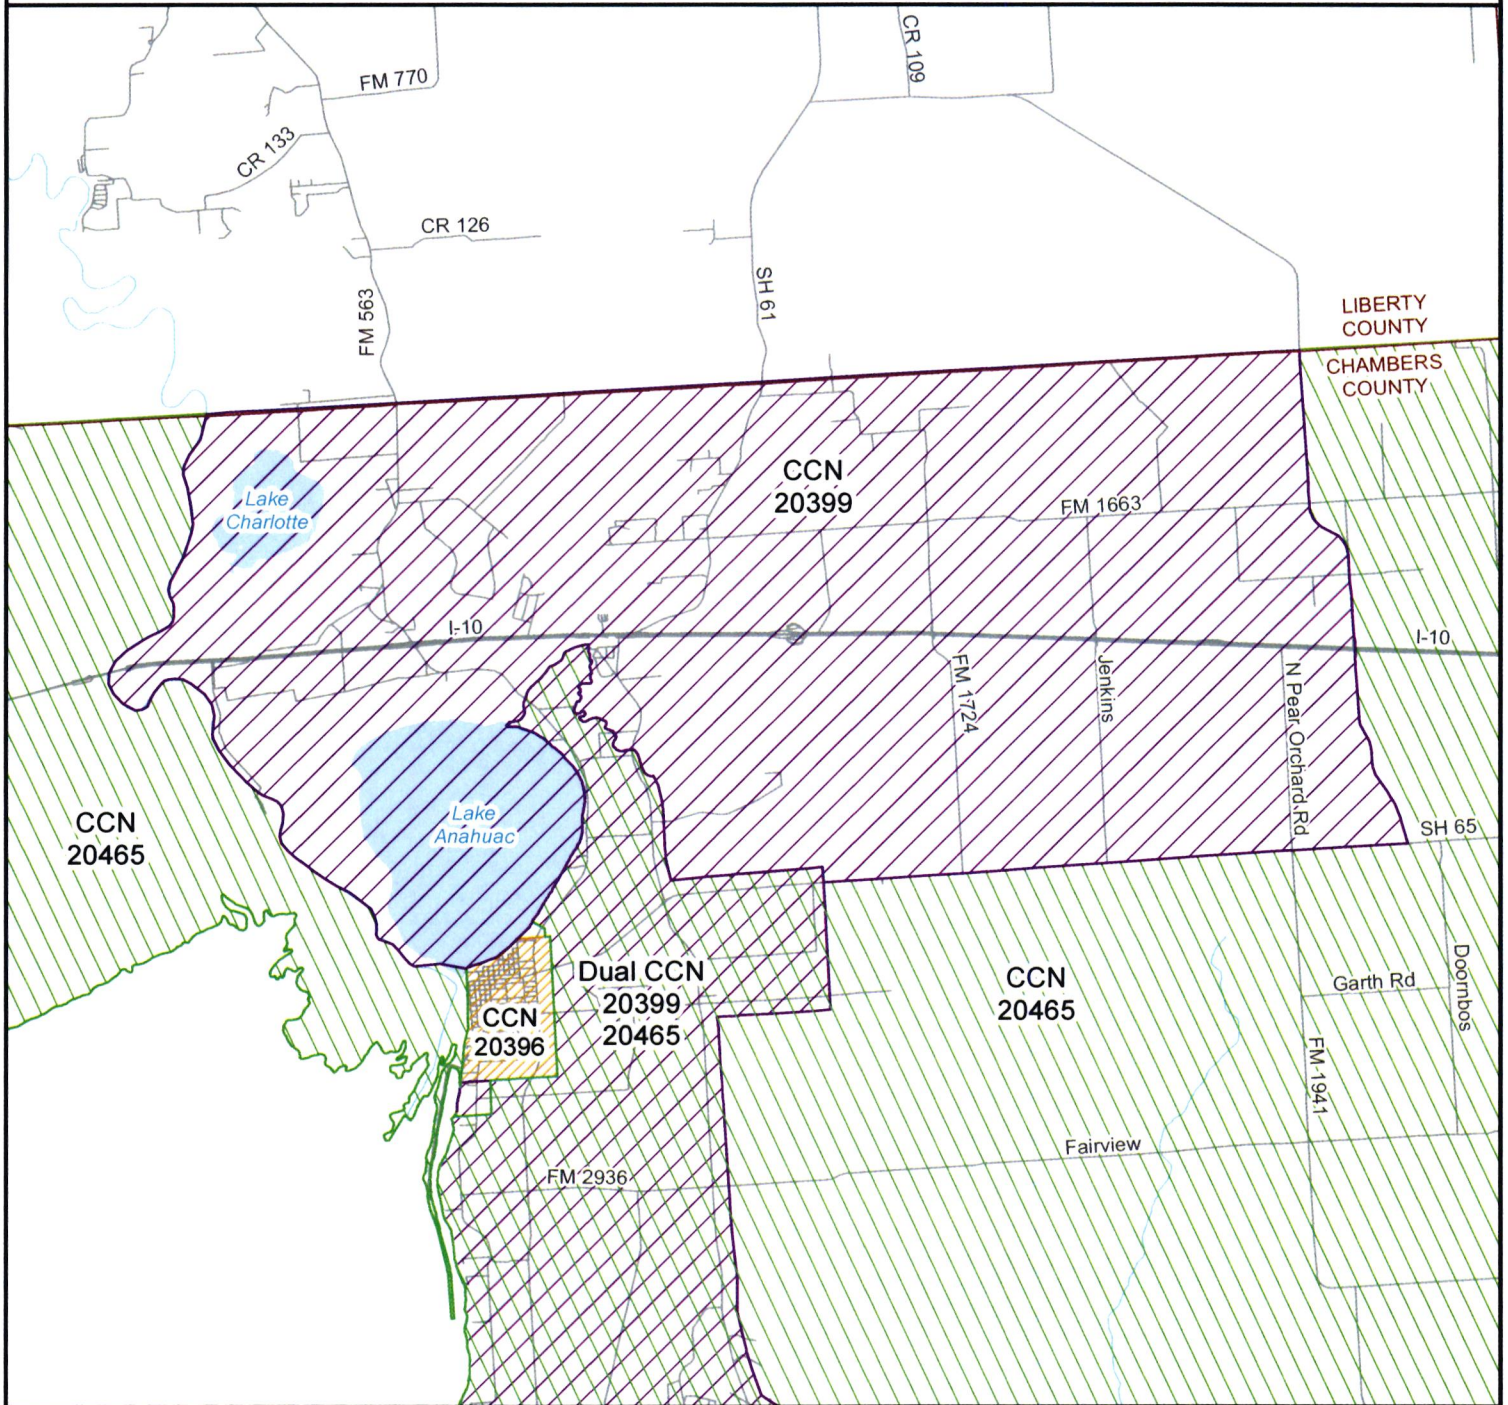 CR 109
FM 770
CR 133
CR 126
SH 61
FM 563
LIBERTY
COUNTY
CHAMBERS
COUNTY
CCN
20399
Lake
Charlotte
FM 1663
I-10
I-10
FM 1724
Jenkins
N Pear Orchard Rd
Lake
Anahuac
CCN
20465
SH 65
Dual CCN
20399
20465
CCN
20465
Garth Rd
Doornbos
CCN
20396
FM 1941
Fairview
FM 2936